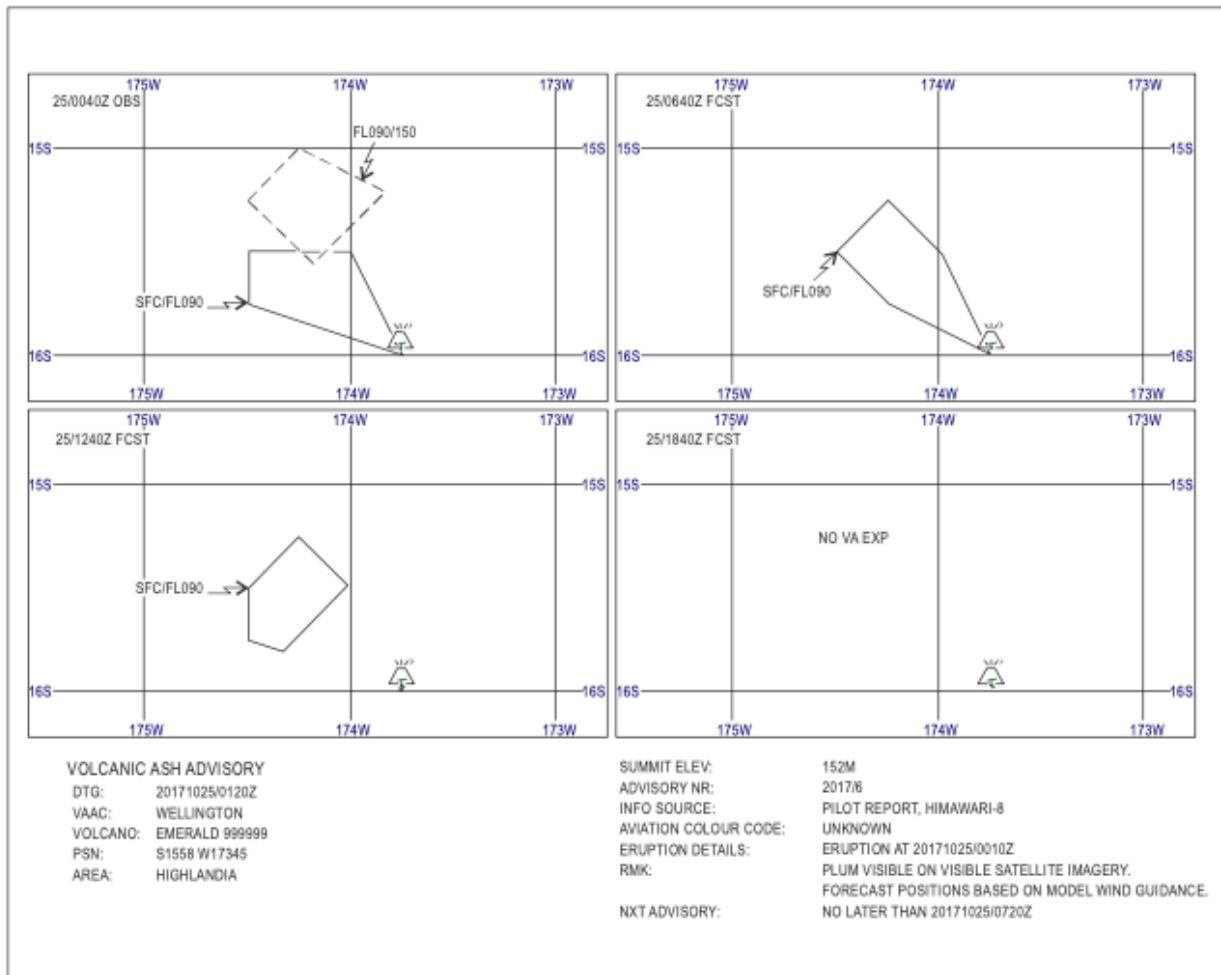 175W 174W 173W
25/0040Z OBS
FL090/150
15S 15S
SFC/FL090
16S 16S
175W 174W 173W
175W 174W 173W
25/0640Z FCST
15S 15S
SFC/FL090
16S 16S
175W 174W 173W
175W 174W 173W
25/1240Z FCST
15S 15S
SFC/FL090
16S 16S
175W 174W 173W
175W 174W 173W
25/1840Z FCST
15S 15S
NO VA EXP
16S 16S
175W 174W 173W
VOLCANIC ASH ADVISORY
DTG: 20171025/0120Z
VAAC: WELLINGTON
VOLCANO: EMERALD 999999
PSN: S1558 W17345
AREA: HIGHLANDIA
SUMMIT ELEV: 152M
ADVISORY NR: 2017/6
INFO SOURCE: PILOT REPORT, HIMAWARI-8
AVIATION COLOUR CODE: UNKNOWN
ERUPTION DETAILS: ERUPTION AT 20171025/0010Z
RMK: PLUM VISIBLE ON VISIBLE SATELLITE IMAGERY.
FORECAST POSITIONS BASED ON MODEL WIND GUIDANCE.
NXT ADVISORY: NO LATER THAN 20171025/0720Z